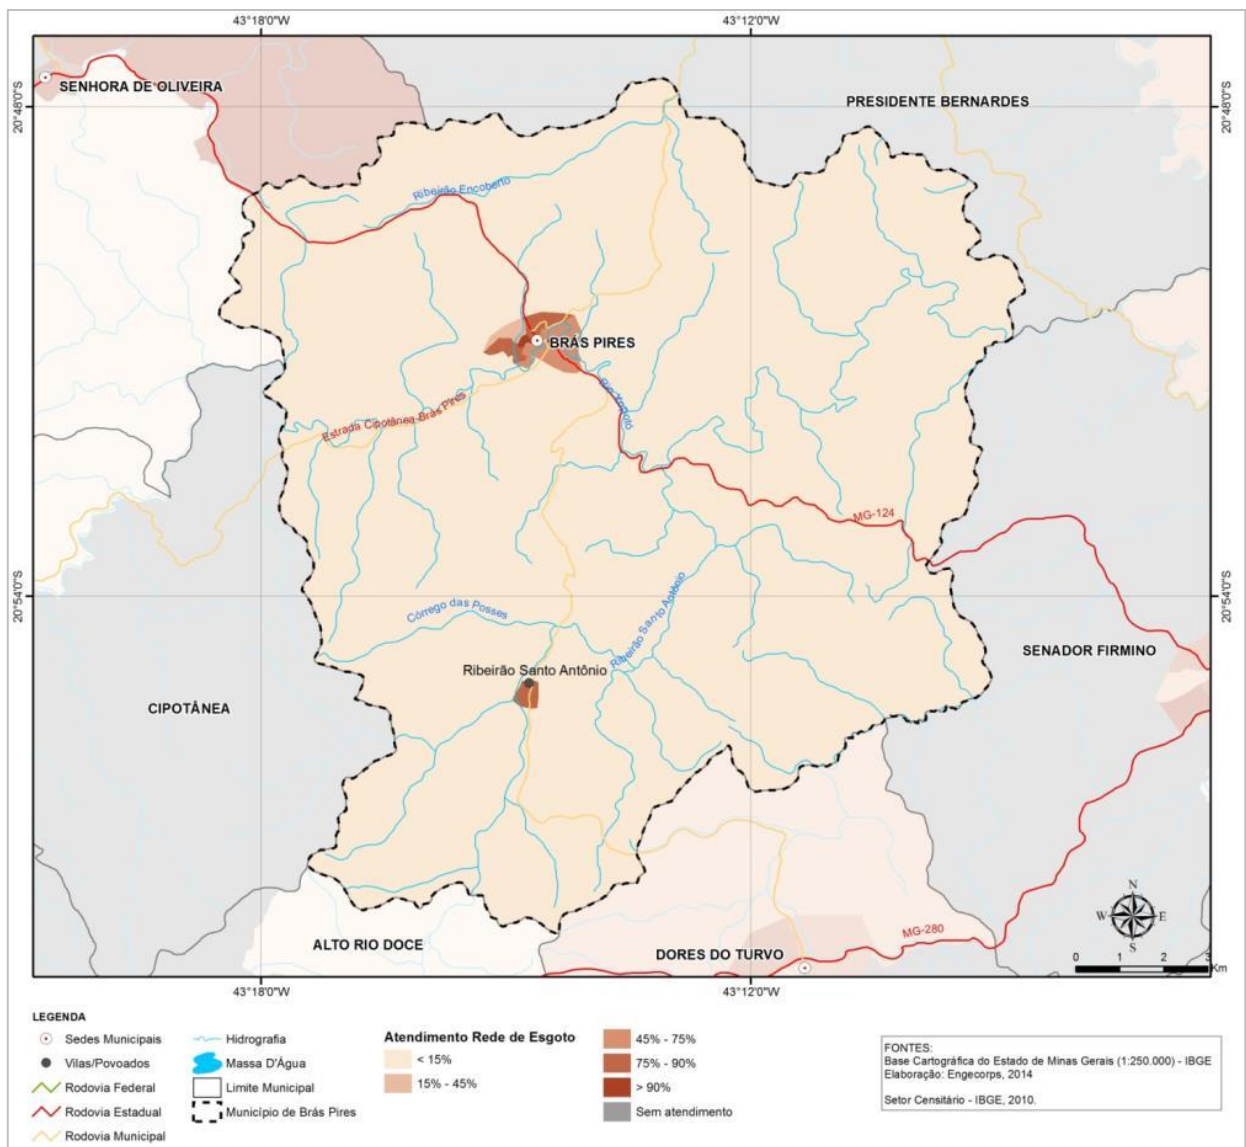 43°18'0"W
43°12'0"W
20°48'0"S
20°48'0"S
SENHORA DE OLIVEIRA
PRESIDENTE BERNARDES
Ribeirão Encoberto
BRÁS PIRES
Rio Xopotó
Estrada Cipotânea-Brás Pires
MG-124
20°54'0"S
20°54'0"S
Córrego das Posses
Ribeirão Santo Antônio
Ribeirão Santo Antônio
SENADOR FIRMINO
CIPOTÂNEA
N
W
E
S
ALTO RIO DOCE
DORES DO TURVO
MG-280
0 1 2 3 Km
43°18'0"W
43°12'0"W
LEGENDA
Sedes Municipais
Vilas/Povoados
Rodovia Federal
Rodovia Estadual
Rodovia Municipal
Hidrografia
Massa D'Água
Limite Municipal
Município de Brás Pires
Atendimento Rede de Esgoto
< 15%
15% - 45%
45% - 75%
75% - 90%
> 90%
Sem atendimento
FONTES:
Base Cartográfica do Estado de Minas Gerais (1:250.000) - IBGE
Elaboração: Engecorps, 2014
Setor Censitário - IBGE, 2010.